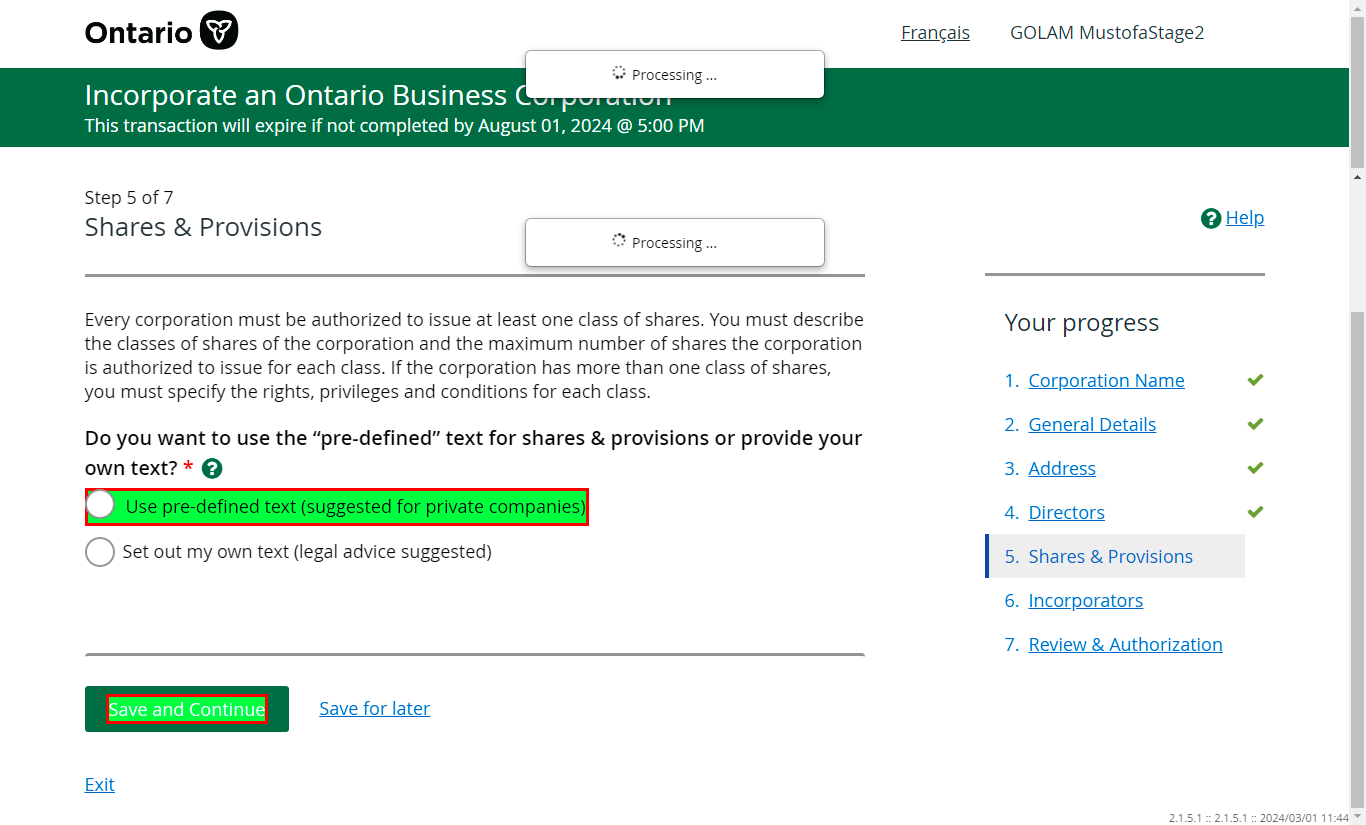 Ontario
Français
GOLAM MustofaStage2
Processing ...
Incorporate an Ontario Business Corporation
This transaction will expire if not completed by August 01, 2024 @ 5:00 PM
Step 5 of 7
Shares & Provisions
Processing ...
? Help
Every corporation must be authorized to issue at least one class of shares. You must describe
the classes of shares of the corporation and the maximum number of shares the corporation
is authorized to issue for each class. If the corporation has more than one class of shares,
you must specify the rights, privileges and conditions for each class.
Do you want to use the “pre-defined” text for shares & provisions or provide your
own text? * ?
Use pre-defined text (suggested for private companies)
Set out my own text (legal advice suggested)
Save and Continue
Save for later
Exit
Your progress
1. Corporation Name
2. General Details
3. Address
4. Directors
5. Shares & Provisions
6. Incorporators
7. Review & Authorization
2.1.5.1 :: 2.1.5.1 :: 2024/03/01 11:44